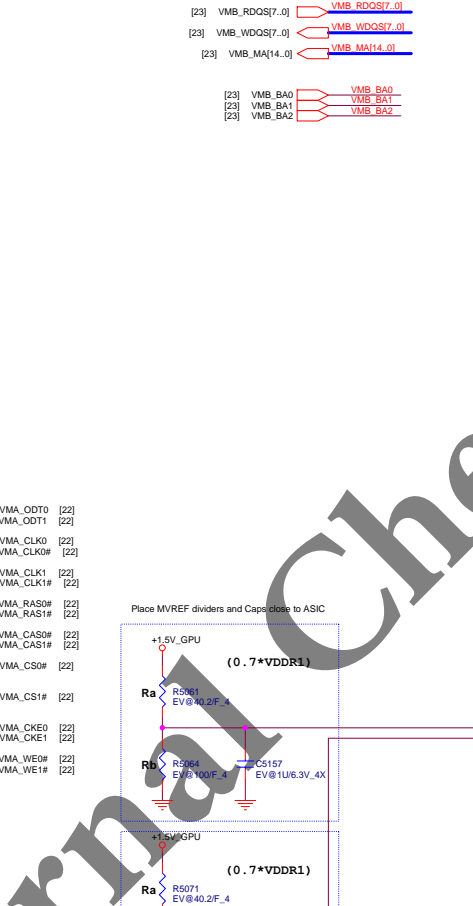 [23] VMB_RDQS[7..0] VMB_RDQS[7..0]
[23] VMB_WDQS[7..0] VMB_WDQS[7..0]
[23] VMB_MA[14..0] VMB_MA[14..0]
[23] VMB_BA0 VMB_BA0
[23] VMB_BA1 VMB_BA1
[23] VMB_BA2 VMB_BA2
VMA_ODT0 [22]
VMA_ODT1 [22]
VMA_CLK0 [22]
VMA_CLK0# [22]
VMA_CLK1 [22]
VMA_CLK1# [22]
VMA_RAS0# [22]
VMA_RAS1# [22]
VMA_CAS0# [22]
VMA_CAS1# [22]
VMA_CS0# [22]
VMA_CS1# [22]
VMA_CKE0 [22]
VMA_CKE1 [22]
VMA_WE0# [22]
VMA_WE1# [22]
Place MVREF dividers and Caps close to ASIC
+1.5V_GPU
(0.7*VDDR1)
Ra R5061
EV@40.2/F_4
Rb R5064
EV@100/F_4
C5157
EV@1U/6.3V_4X
+1.5V_GPU
(0.7*VDDR1)
Ra R5071
EV@40.2/F_4
rnal Che